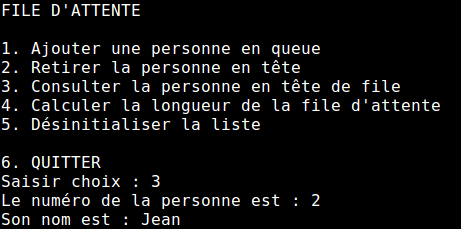 FILE D'ATTENTE
1. Ajouter une personne en queue
2. Retirer la personne en tête
3. Consulter la personne en tête de file
4. Calculer la longueur de la file d'attente
5. Désinitialiser la liste
6. QUITTER
Saisir choix : 3
Le numéro de la personne est : 2
Son nom est : Jean